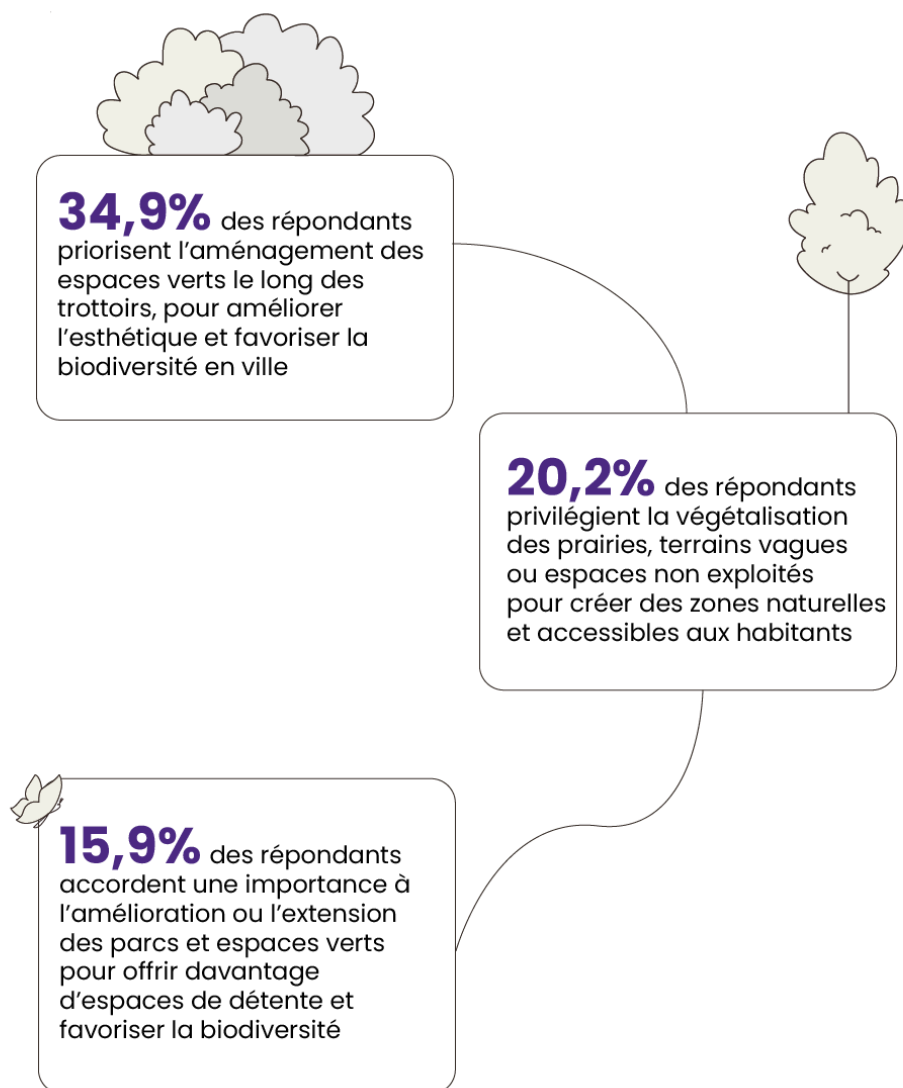 34,9% des répondants
priorisent l’aménagement des
espaces verts le long des
trottoirs, pour améliorer
l’esthétique et favoriser la
biodiversité en ville
20,2% des répondants
privilégient la végétalisation
des prairies, terrains vagues
ou espaces non exploités
pour créer des zones naturelles
et accessibles aux habitants
15,9% des répondants
accordent une importance à
l’amélioration ou l’extension
des parcs et espaces verts
pour offrir davantage
d’espaces de détente et
favoriser la biodiversité